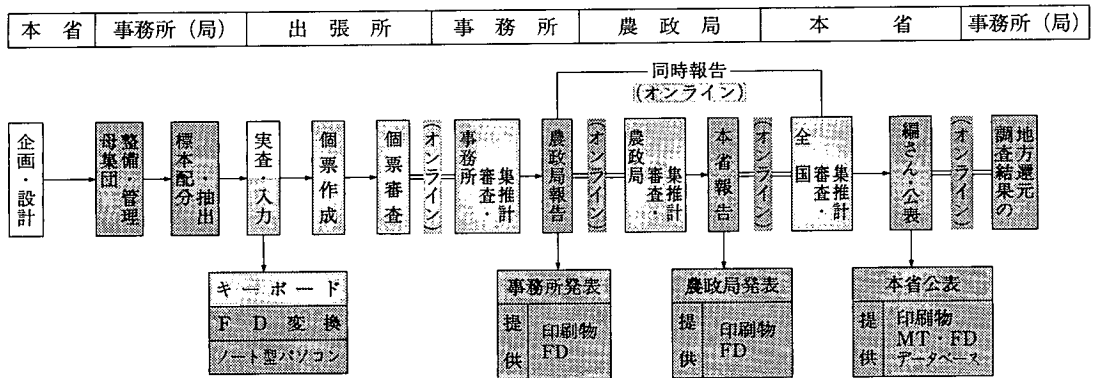 本省 事務所（局） 出張所 事務所 農政局 本省 事務所（局）
同時報告
（オンライン）
企画・設計
母集団
整備・管理
標本配分
・抽出
実査・入力
個票作成
個票審査
（オンライン）
事務所
審査・
集推計
農政局報告
（オンライン）
農政局
審査・
集推計
本省報告
（オンライン）
全国
審査・
集推計
編さん・公表
（オンライン）
調査結果の
地方還元
キーボード
FD変換
ノート型パソコン
事務所発表
提供
印刷物
FD
農政局発表
提供
印刷物
FD
本省公表
提供
印刷物
MT・FD
データベース